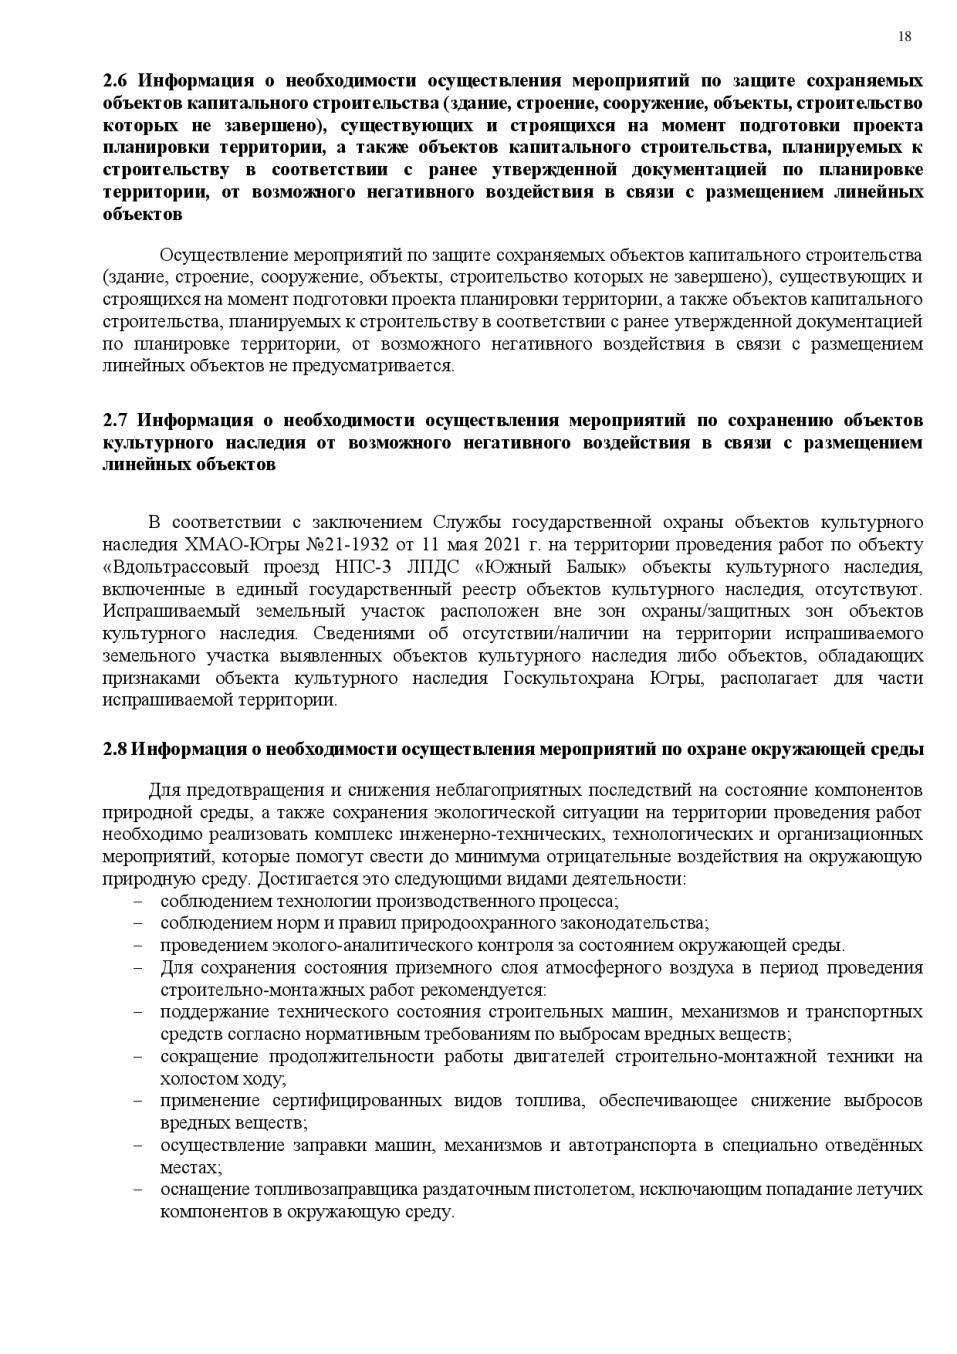 18
2.6 Информация о необходимости осуществления мероприятий по защите сохраняемых
объектов капитального строительства (здание, строение, сооружение, объекты, строительство
которых не завершено), существующих и строящихся на момент подготовки проекта
планировки территории, а также объектов капитального строительства, планируемых к
строительству в соответствии с ранее утвержденной документацией по планировке
территории, от возможного негативного воздействия в связи с размещением линейных
объектов
Осуществление мероприятий по защите сохраняемых объектов капитального строительства
(здание, строение, сооружение, объекты, строительство которых не завершено), существующих и
строящихся на момент подготовки проекта планировки территории, а также объектов капитального
строительства, планируемых к строительству в соответствии с ранее утвержденной документацией
по планировке территории, от возможного негативного воздействия в связи с размещением
линейных объектов не предусматривается.
2.7 Информация о необходимости осуществления мероприятий по сохранению объектов
культурного наследия от возможного негативного воздействия в связи с размещением
линейных объектов
В соответствии с заключением Службы государственной охраны объектов культурного
наследия ХМАО-Югры №21-1932 от 11 мая 2021 г. на территории проведения работ по объекту
«Вдольтрассовый проезд НПС-3 ЛПДС «Южный Балык» объекты культурного наследия,
включенные в единый государственный реестр объектов культурного наследия, отсутствуют.
Испрашиваемый земельный участок расположен вне зон охраны/защитных зон объектов
культурного наследия. Сведениями об отсутствии/наличии на территории испрашиваемого
земельного участка выявленных объектов культурного наследия либо объектов, обладающих
признаками объекта культурного наследия Госкультохрана Югры, располагает для части
испрашиваемой территории.
2.8 Информация о необходимости осуществления мероприятий по охране окружающей среды
Для предотвращения и снижения неблагоприятных последствий на состояние компонентов
природной среды, а также сохранения экологической ситуации на территории проведения работ
необходимо реализовать комплекс инженерно-технических, технологических и организационных
мероприятий, которые помогут свести до минимума отрицательные воздействия на окружающую
природную среду. Достигается это следующими видами деятельности:
– соблюдением технологии производственного процесса;
– соблюдением норм и правил природоохранного законодательства;
– проведением эколого-аналитического контроля за состоянием окружающей среды.
– Для сохранения состояния приземного слоя атмосферного воздуха в период проведения
строительно-монтажных работ рекомендуется:
– поддержание технического состояния строительных машин, механизмов и транспортных
средств согласно нормативным требованиям по выбросам вредных веществ;
– сокращение продолжительности работы двигателей строительно-монтажной техники на
холостом ходу;
– применение сертифицированных видов топлива, обеспечивающее снижение выбросов
вредных веществ;
– осуществление заправки машин, механизмов и автотранспорта в специально отведённых
местах;
– оснащение топливозаправщика раздаточным пистолетом, исключающим попадание летучих
компонентов в окружающую среду.